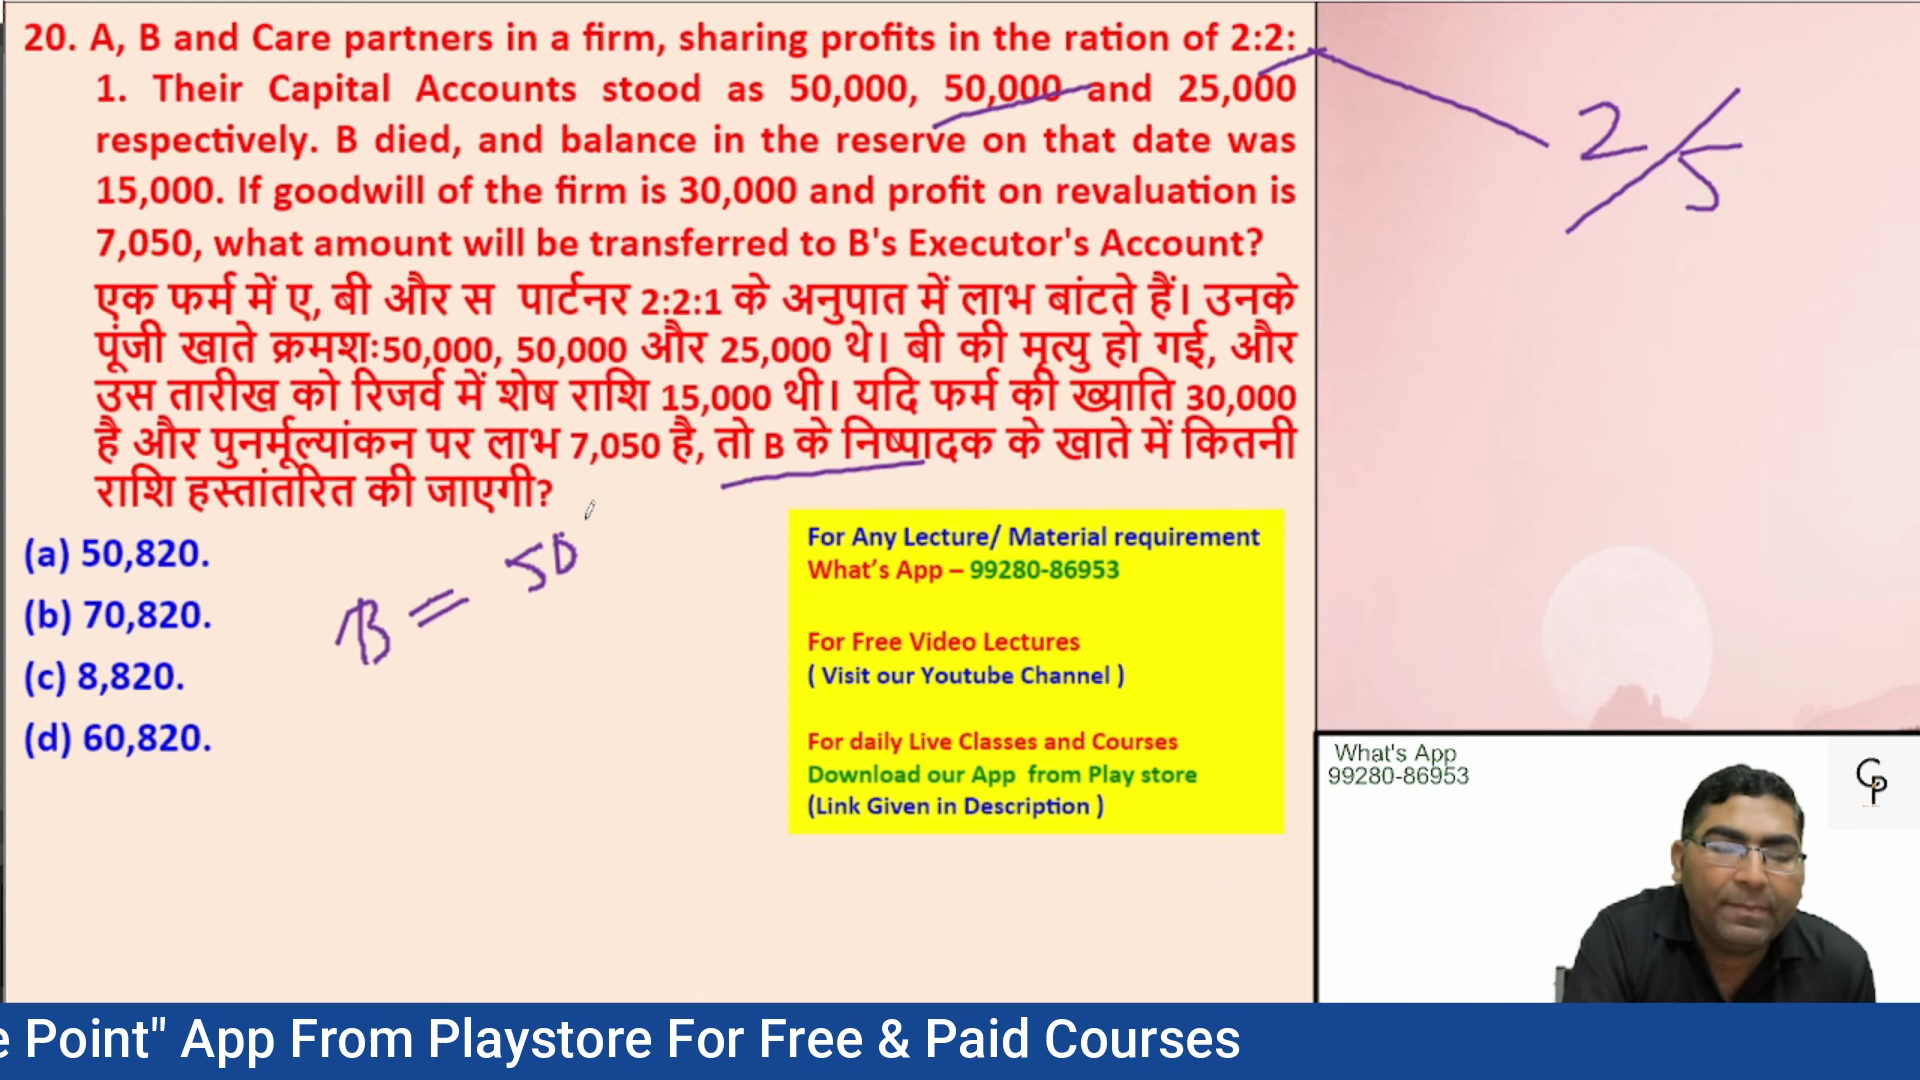 20. A, B and Care partners in a firm, sharing profits in the ration of 2:2:
1. Their Capital Accounts stood as 50,000, 50,000 and 25,000
respectively. B died, and balance in the reserve on that date was
15,000. If goodwill of the firm is 30,000 and profit on revaluation is
7,050, what amount will be transferred to B's Executor's Account?
एक फर्म में ए, बी और स पार्टनर 2:2:1 के अनुपात में लाभ बांटते हैं। उनके
पूंजी खाते क्रमशः50,000, 50,000 और 25,000 थे। बी की मृत्यु हो गई, और
उस तारीख को रिजर्व में शेष राशि 15,000 थी। यदि फर्म की ख्याति 30,000
है और पुनर्मूल्यांकन पर लाभ 7,050 है, तो B के निष्पादक के खाते में कितनी
राशि हस्तांतरित की जाएगी?
(a) 50,820.
(b) 70,820.
(c) 8,820.
(d) 60,820.
B = 50
2/5
For Any Lecture/ Material requirement
What's App – 99280-86953
For Free Video Lectures
( Visit our Youtube Channel )
For daily Live Classes and Courses
Download our App from Play store
(Link Given in Description )
What's App
99280-86953
CP
e Point" App From Playstore For Free & Paid Courses